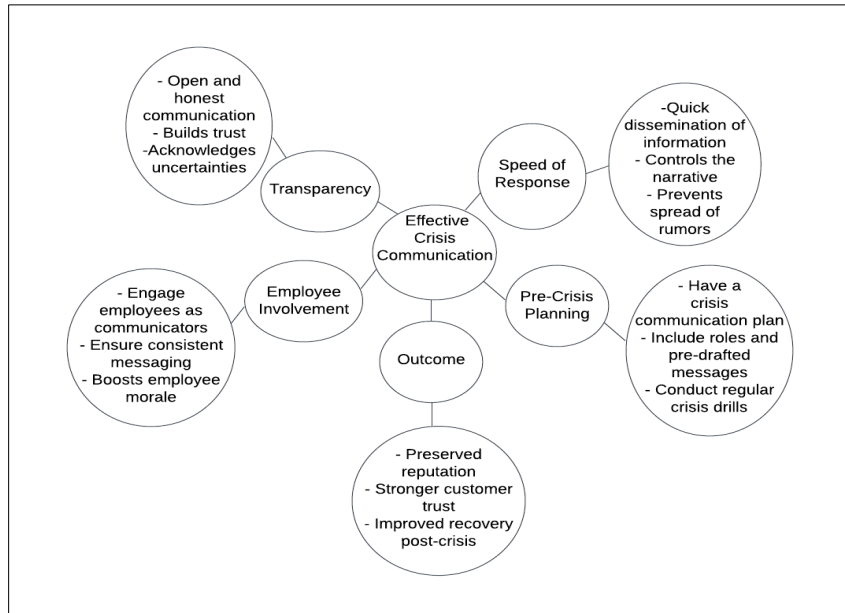 - Open and
honest
communication
- Builds trust
-Acknowledges
uncertainties
Transparency
Speed of
Response
-Quick
dissemination of
information
- Controls the
narrative
- Prevents
spread of
rumors
Effective
Crisis
Communication
Employee
Involvement
- Engage
employees as
communicators
- Ensure consistent
messaging
- Boosts employee
morale
Pre-Crisis
Planning
- Have a
crisis
communication plan
- Include roles and
pre-drafted
messages
- Conduct regular
crisis drills
Outcome
- Preserved
reputation
- Stronger customer
trust
- Improved recovery
post-crisis